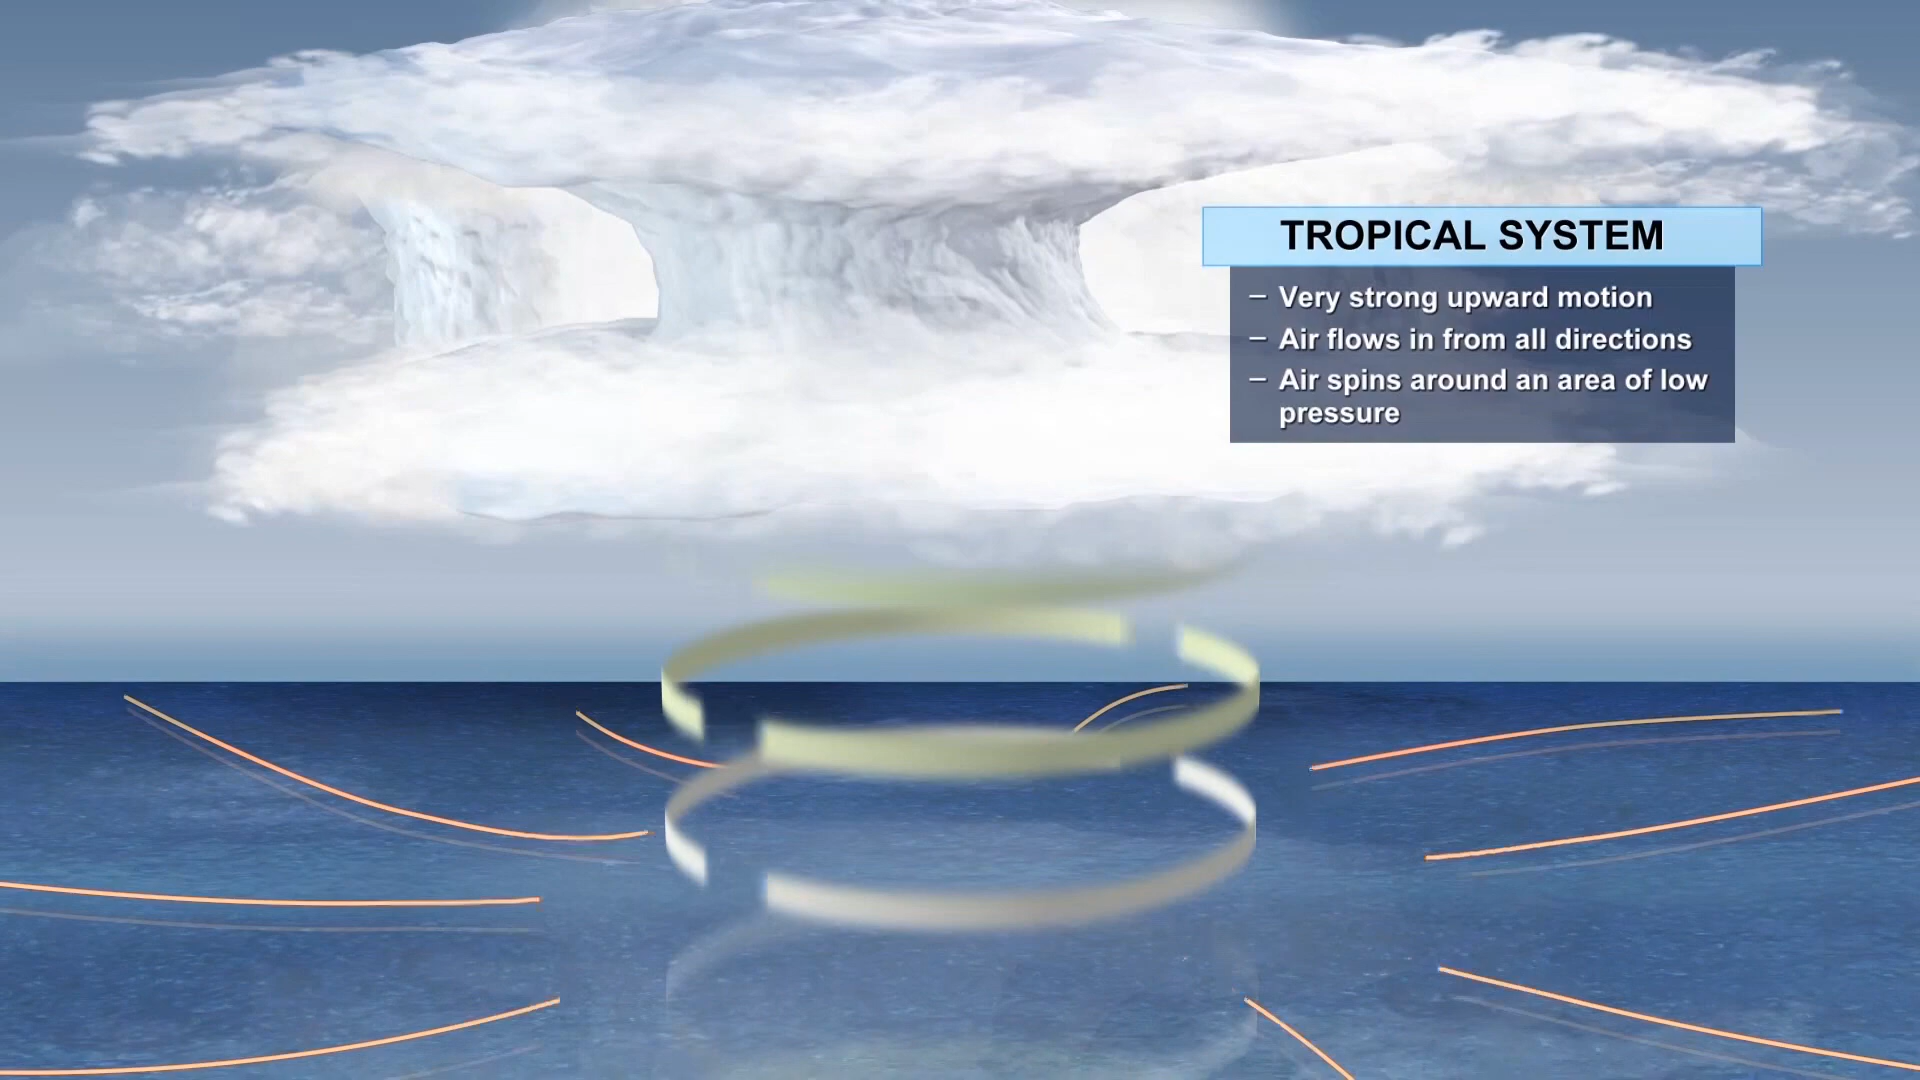 TROPICAL SYSTEM
– Very strong upward motion
– Air flows in from all directions
– Air spins around an area of low
pressure